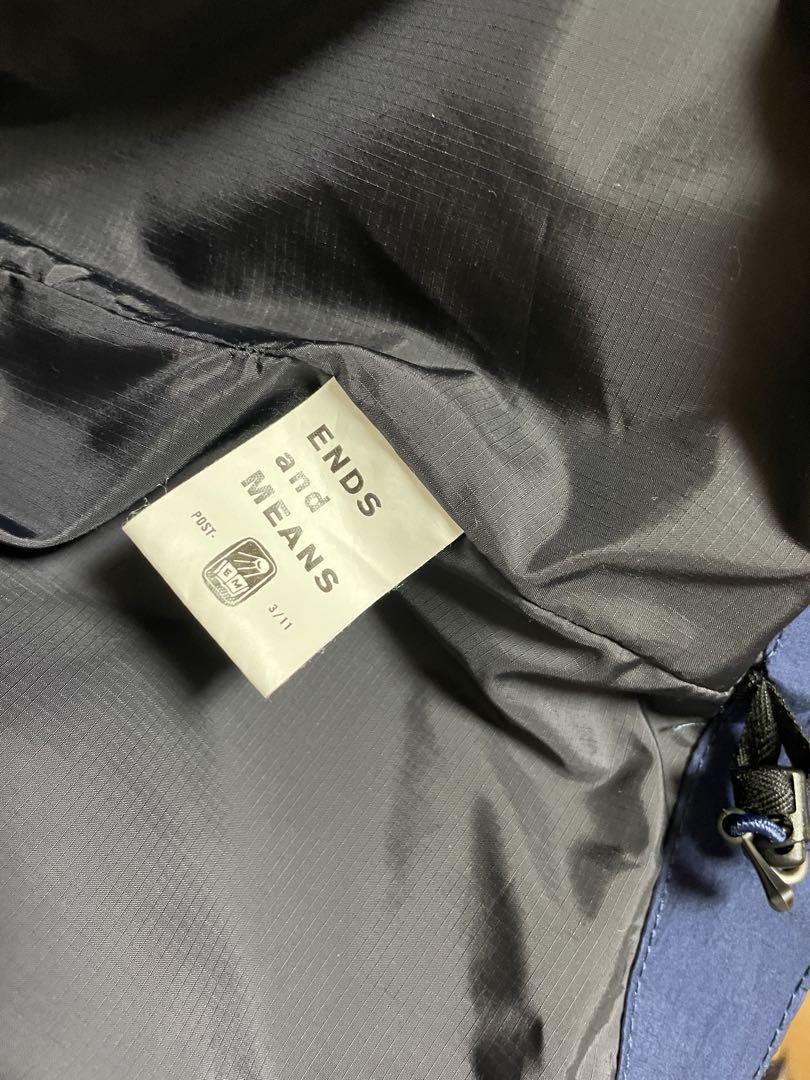 ENDS
and
MEANS
POST-
E M
3/11